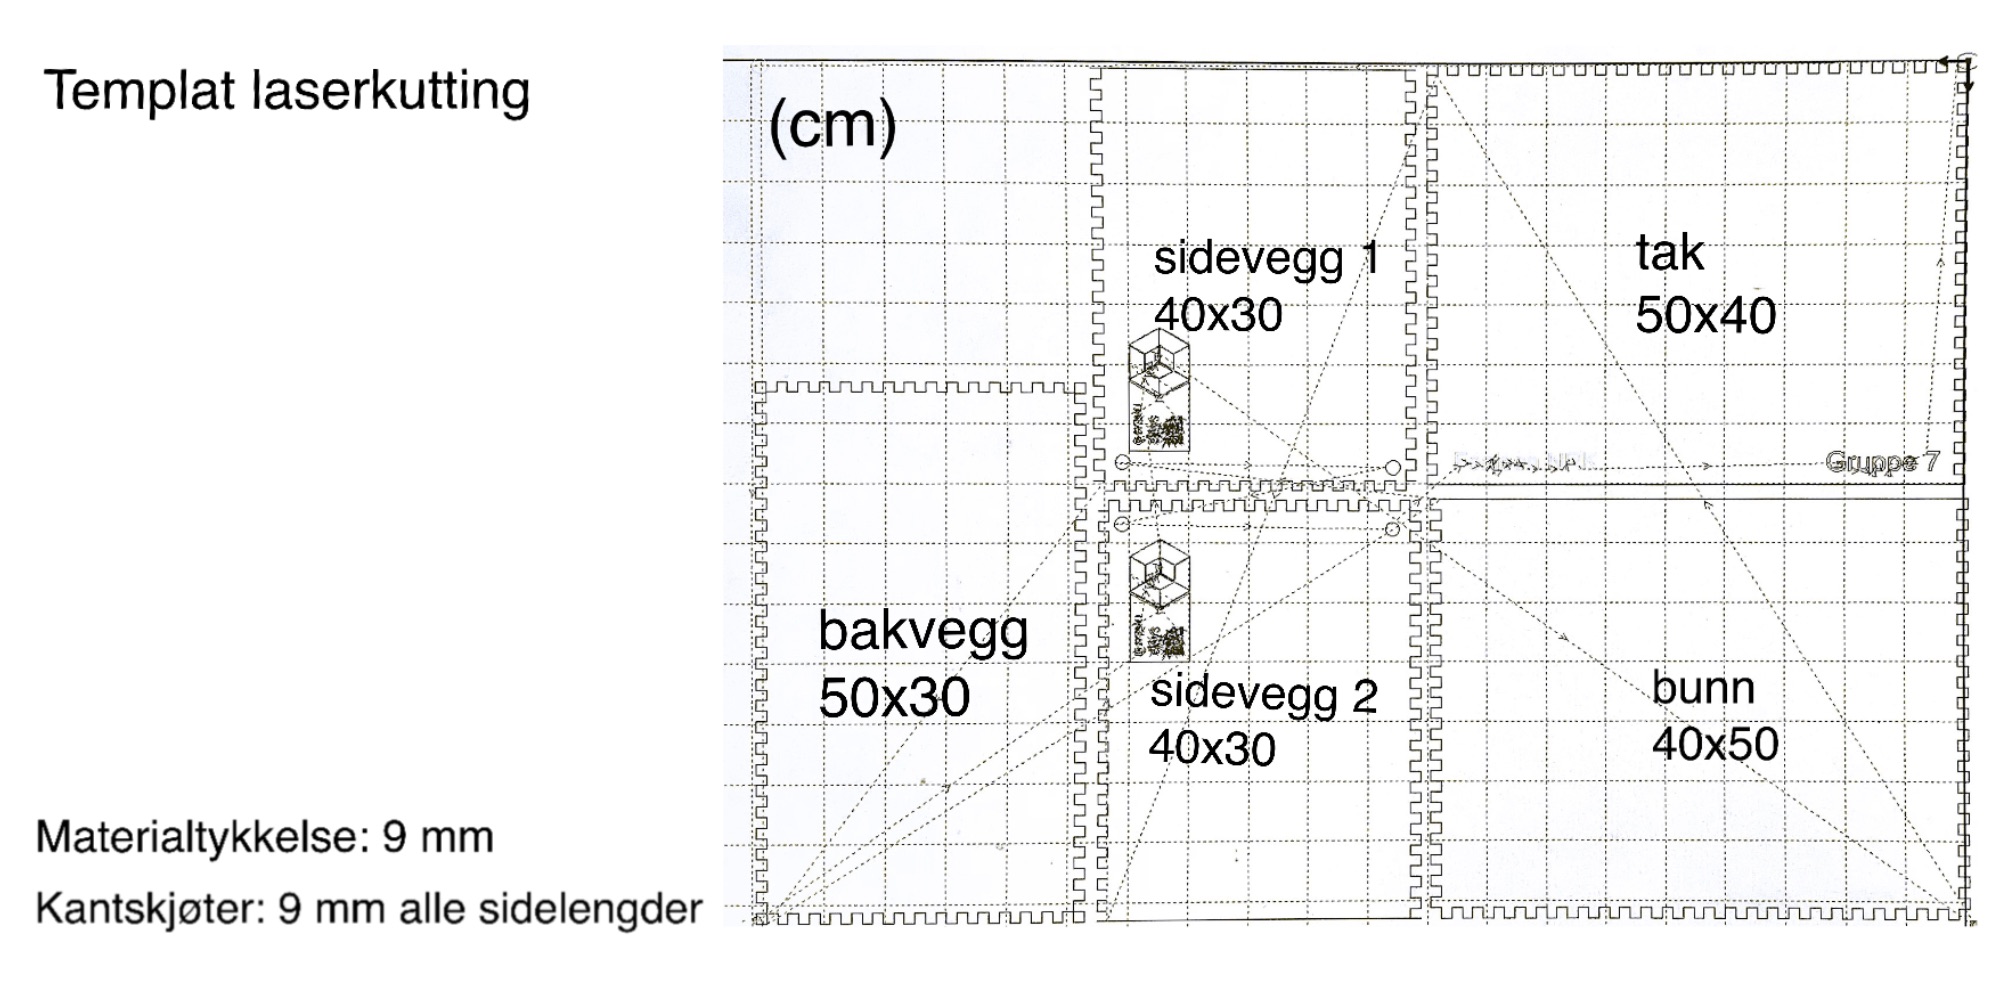 Templat laserkutting
(cm)
sidevegg 1
40x30
tak
50x40
Gruppe 7
bakvegg
50x30
sidevegg 2
40x30
bunn
40x50
Materialtykkelse: 9 mm
Kantskjøter: 9 mm alle sidelengder